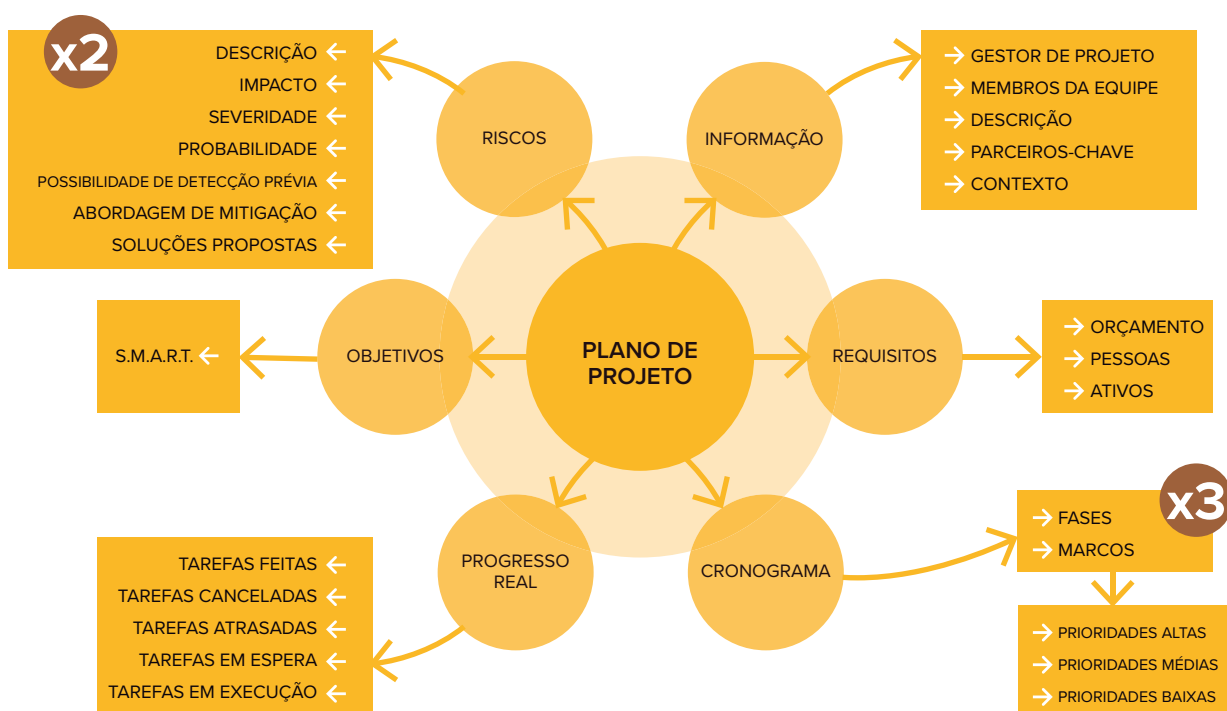 x2
DESCRIÇÃO
IMPACTO
SEVERIDADE
PROBABILIDADE
POSSIBILIDADE DE DETECÇÃO PRÉVIA
ABORDAGEM DE MITIGAÇÃO
SOLUÇÕES PROPOSTAS
RISCOS
INFORMAÇÃO
GESTOR DE PROJETO
MEMBROS DA EQUIPE
DESCRIÇÃO
PARCEIROS-CHAVE
CONTEXTO
S.M.A.R.T.
OBJETIVOS
PLANO DE
PROJETO
REQUISITOS
ORÇAMENTO
PESSOAS
ATIVOS
TAREFAS FEITAS
TAREFAS CANCELADAS
TAREFAS ATRASADAS
TAREFAS EM ESPERA
TAREFAS EM EXECUÇÃO
PROGRESSO
REAL
CRONOGRAMA
x3
FASES
MARCOS
PRIORIDADES ALTAS
PRIORIDADES MÉDIAS
PRIORIDADES BAIXAS